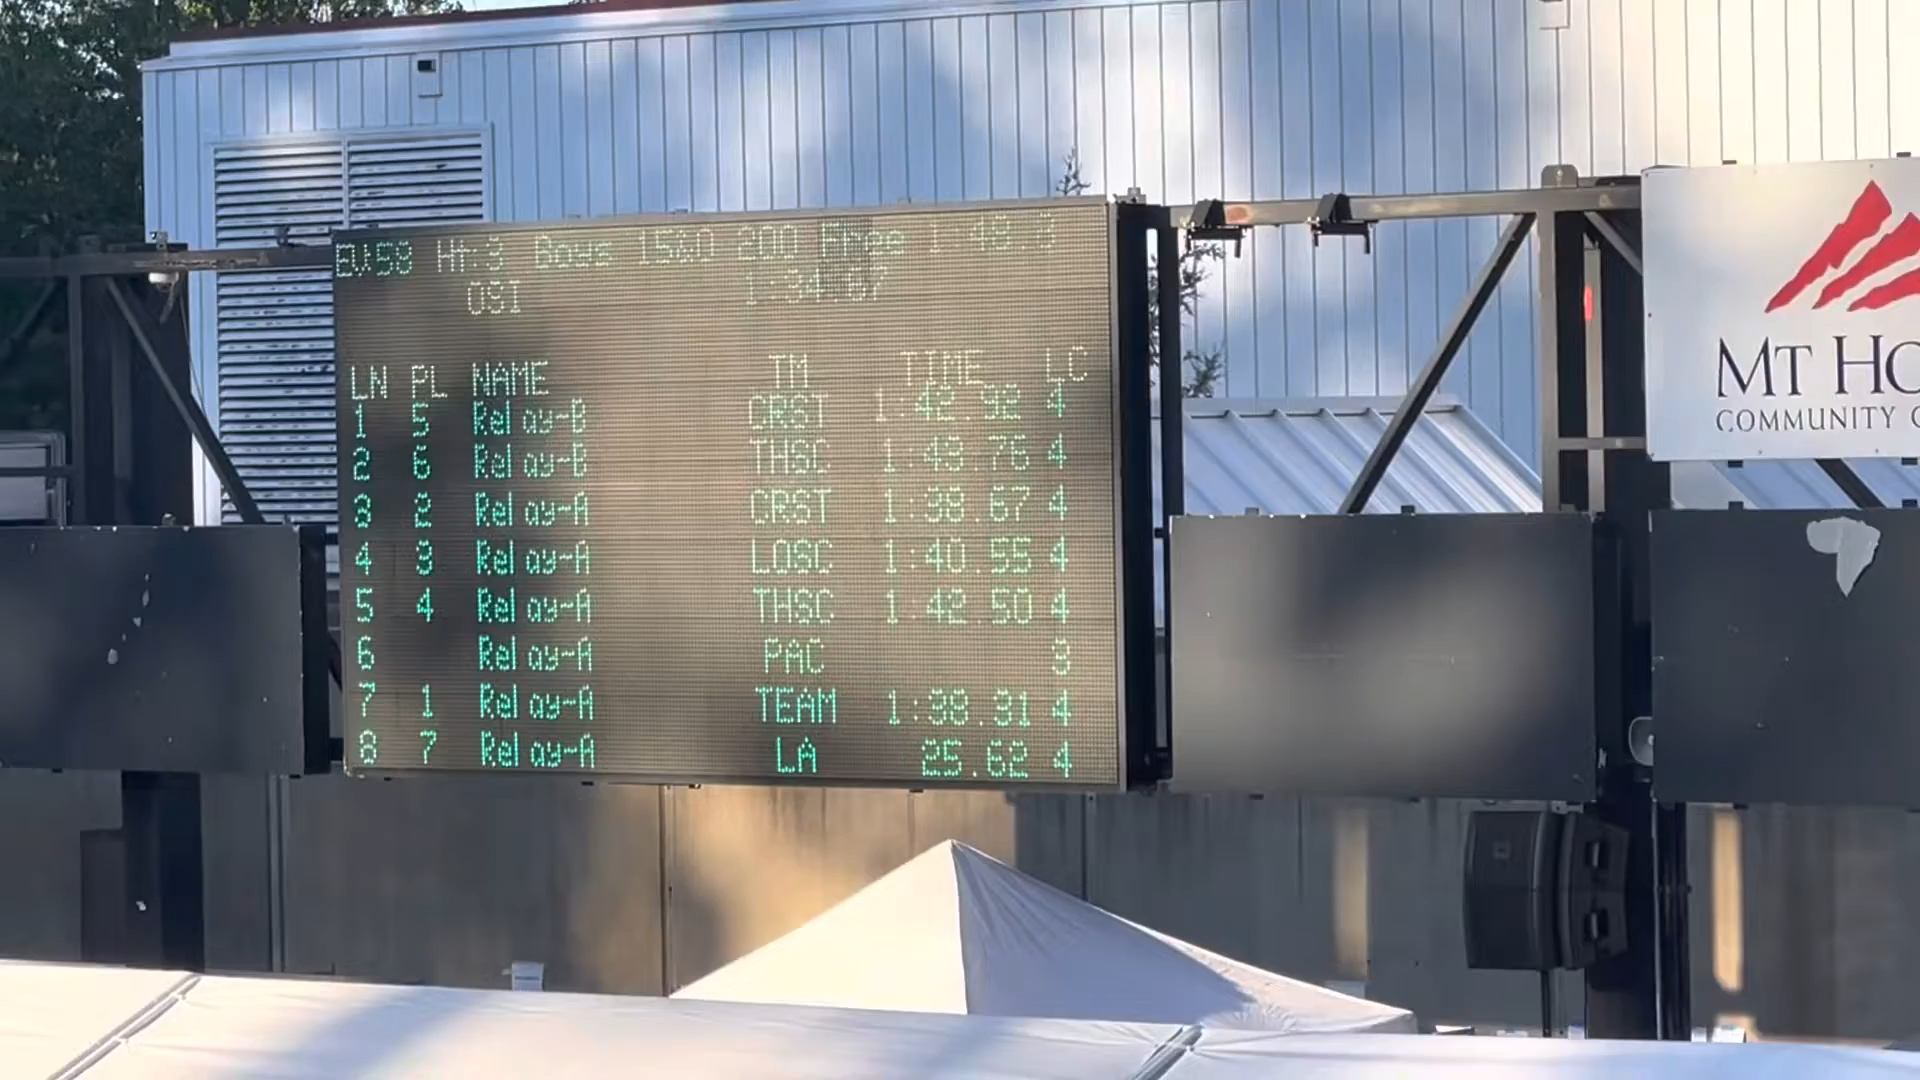 EV:58 Ht:3 Boys 15&O 200 Free 1:48.3
OSI 1:34.67
LN PL NAME TM TIME LC
1 5 Relay-B CRST 1:42.92 4
2 6 Relay-B THSC 1:43.76 4
3 2 Relay-A CRST 1:38.67 4
4 3 Relay-A LOSC 1:40.55 4
5 4 Relay-A THSC 1:42.50 4
6 Relay-A PAC 3
7 1 Relay-A TEAM 1:38.31 4
8 7 Relay-A LA 25.62 4
MT HO
COMMUNITY C